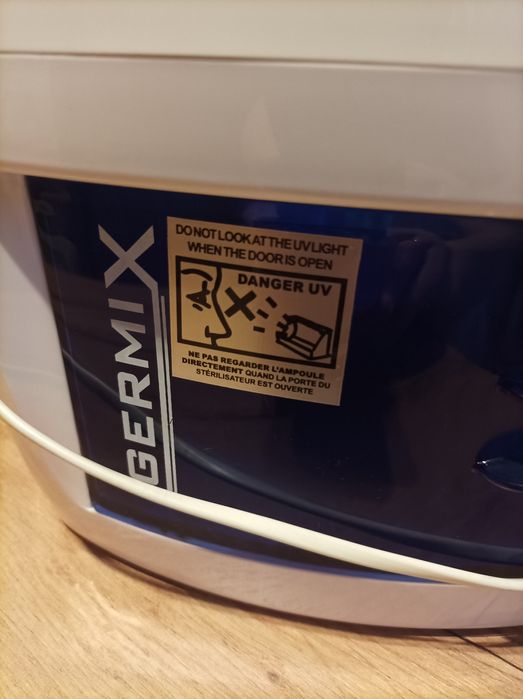 GERMIX
DO NOT LOOK AT THE UV LIGHT
WHEN THE DOOR IS OPEN
DANGER UV
NE PAS REGARDER L'AMPOULE
DIRECTEMENT QUAND LA PORTE DU
STÉRILISATEUR EST OUVERTE